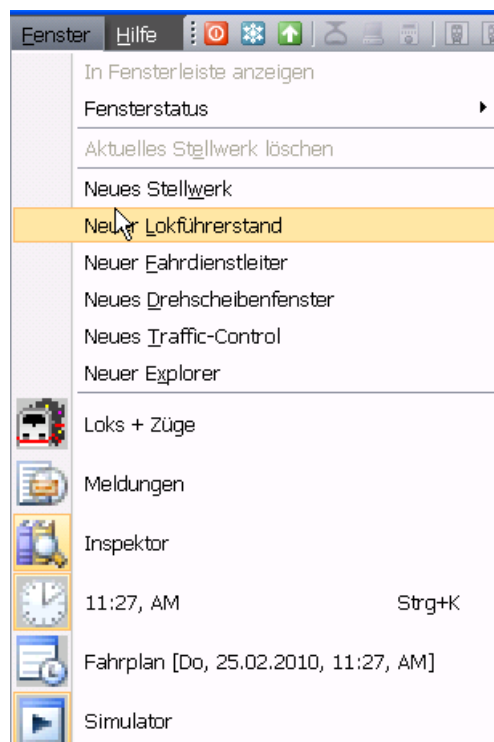 Fenster Hilfe
In Fensterleiste anzeigen
Fensterstatus
Aktuelles Stellwerk löschen
Neues Stellwerk
Neuer Lokführerstand
Neuer Fahrdienstleiter
Neues Drehscheibenfenster
Neues Traffic-Control
Neuer Explorer
Loks + Züge
Meldungen
Inspektor
11:27, AM Strg+K
Fahrplan [Do, 25.02.2010, 11:27, AM]
Simulator